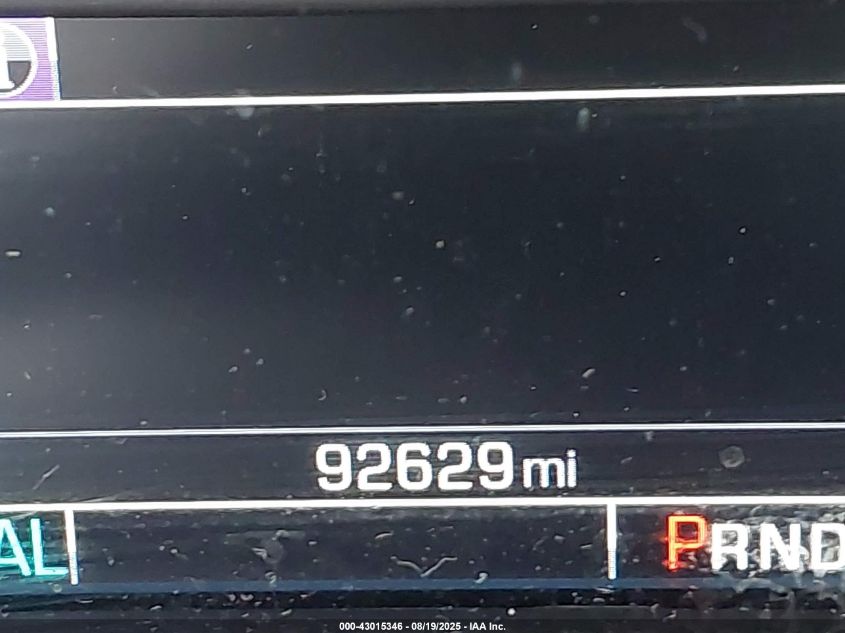 92629 mi
AL
PRND
000-43015346 - 08/19/2025 - IAA Inc.